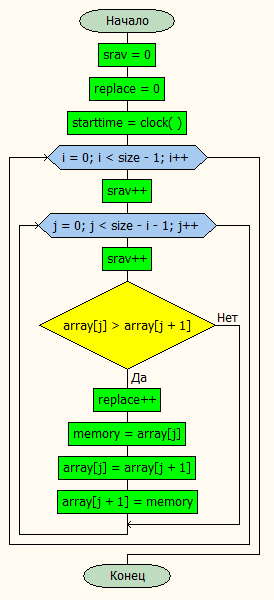 Начало
srav = 0
replace = 0
starttime = clock( )
i = 0; i < size - 1; i++
srav++
j = 0; j < size - i - 1; j++
srav++
array[j] > array[j + 1]
Нет
Да
replace++
memory = array[j]
array[j] = array[j + 1]
array[j + 1] = memory
Конец